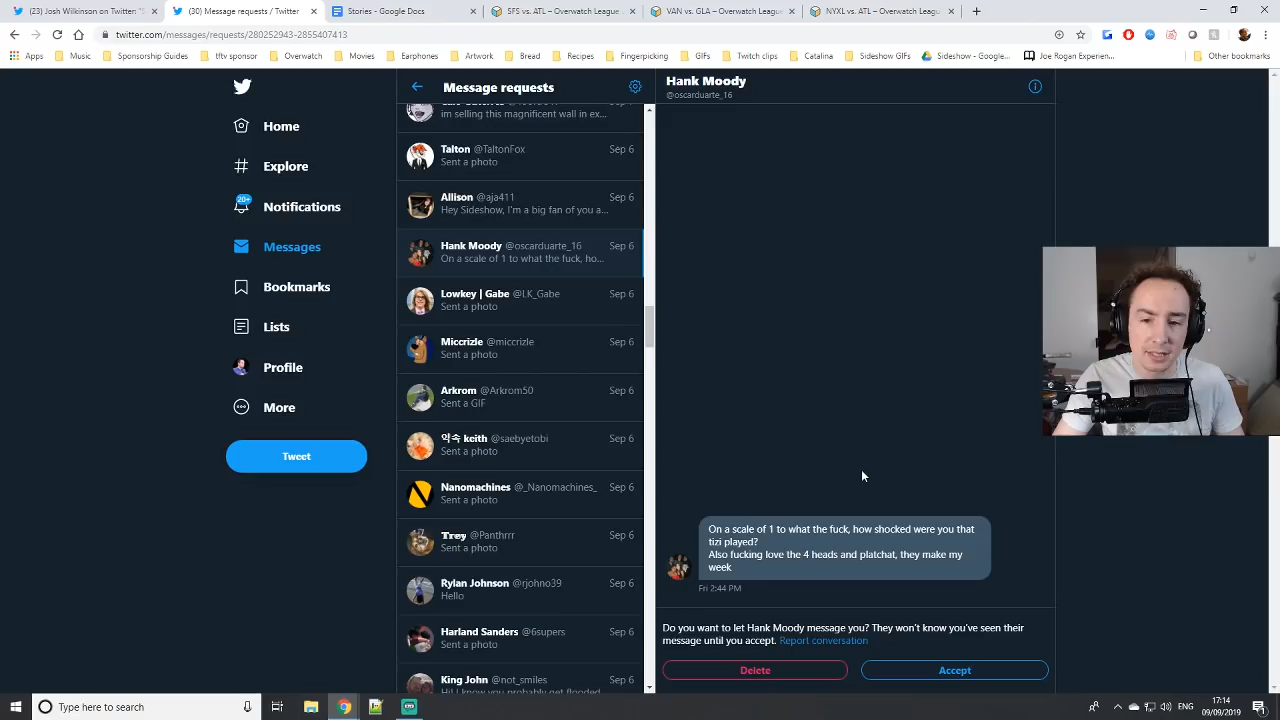 (23) Josh Wilkinson on Twitter: "S
(30) Message requests / Twitter
Stories - Google Docs
SFS vs. ATL – Overwatch League
VAN vs. GLA – Overwatch League
NYXL vs. ATL – Overwatch League
twitter.com/messages/requests/280252943-2855407413
Apps
Music
Sponsorship Guides
tftv sponsor
Overwatch
Movies
Earphones
Artwork
Bread
Recipes
Fingerpicking
GIFs
Twitch clips
Catalina
Sideshow GIFs
Joe Rogan Experienc...
Other bookmarks
Home
Explore
20+
Notifications
Messages
Bookmarks
Lists
Profile
More
Tweet
Message requests
im selling this magnificent wall in ex...
Talton @TaltonFox Sep 6
Sent a photo
Allison @aja411 Sep 6
Hey Sideshow, I'm a big fan of you a...
Hank Moody @oscarduarte_16 Sep 6
On a scale of 1 to what the fuck, ho...
Lowkey | Gabe @LK_Gabe Sep 6
Sent a photo
Miccrizle @miccrizle Sep 6
Sent a photo
Arkrom @Arkrom50 Sep 6
Sent a GIF
익속 keith @saebyetobi Sep 6
Sent a photo
Nanomachines @_Nanomachines_ Sep 6
Sent a photo
Trey @Panthrrr Sep 6
Sent a photo
Rylan Johnson @rjohno39 Sep 6
Hello
Harland Sanders @6supers Sep 6
Sent a photo
King John @not_smiles Sep 6
Hi! I know you probably get flooded
Hank Moody
@oscarduarte_16
On a scale of 1 to what the fuck, how shocked were you that
tizi played?
Also fucking love the 4 heads and platchat, they make my
week
Fri 2:44 PM
Do you want to let Hank Moody message you? They won't know you've seen their
message until you accept. Report conversation
Delete
Accept
Type here to search
ENG
17:14
09/09/2019